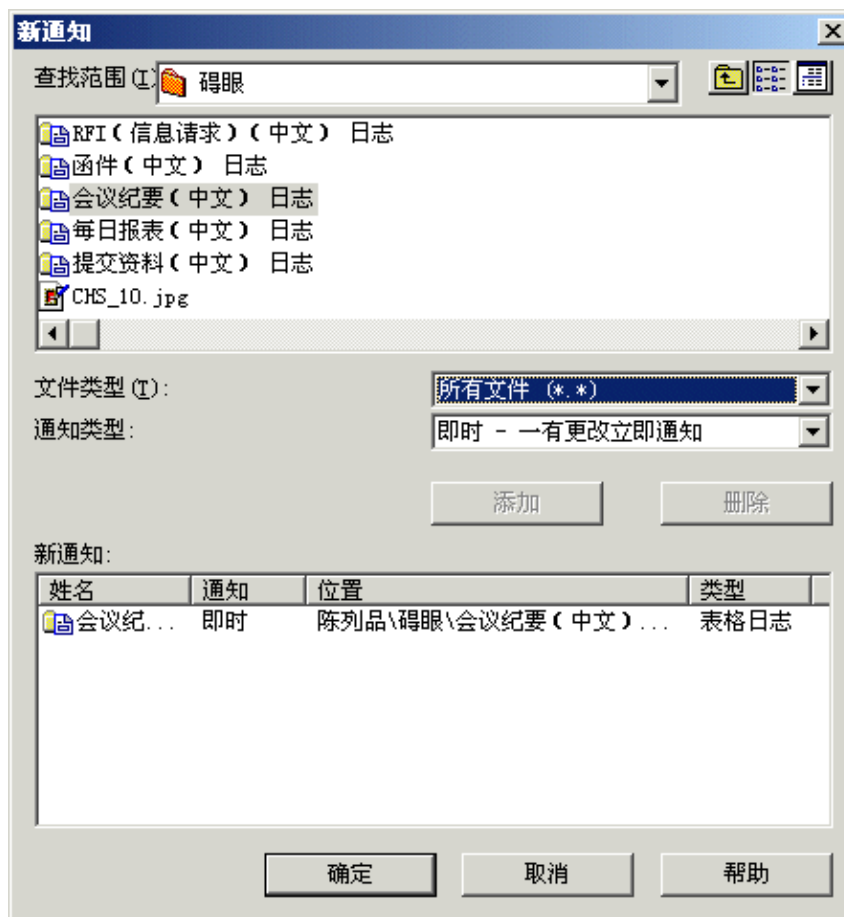 新通知
查找范围(I) 碍眼
RFI(信息请求)(中文) 日志
函件(中文) 日志
会议纪要(中文) 日志
每日报表(中文) 日志
提交资料(中文) 日志
CHS_10.jpg
文件类型(T): 所有文件 (*.*)
通知类型: 即时 - 一有更改立即通知
添加 删除
新通知:
姓名 通知 位置 类型
会议纪... 即时 陈列品\碍眼\会议纪要(中文)... 表格日志
确定 取消 帮助